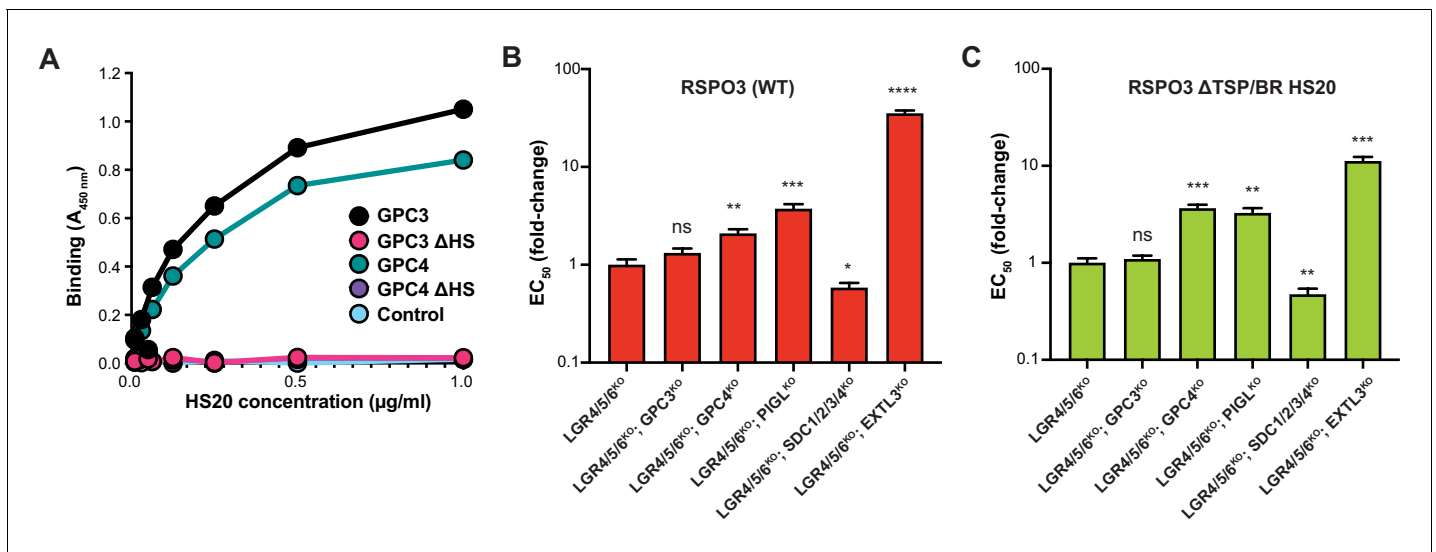 A
Binding (A450 nm)
1.2
1.0
0.8
0.6
0.4
0.2
0.0
0.0
0.5
1.0
HS20 concentration (µg/ml)
GPC3
GPC3 ΔHS
GPC4
GPC4 ΔHS
Control
B
RSPO3 (WT)
EC50 (fold-change)
100
10
1
0.1
ns
**
***
*
****
LGR4/5/6KO
LGR4/5/6KO; GPC3KO
LGR4/5/6KO; GPC4KO
LGR4/5/6KO; PIGLKO
LGR4/5/6KO; SDC1/2/3/4KO
LGR4/5/6KO; EXTL3KO
C
RSPO3 ΔTSP/BR HS20
EC50 (fold-change)
100
10
1
0.1
ns
***
**
**
***
LGR4/5/6KO
LGR4/5/6KO; GPC3KO
LGR4/5/6KO; GPC4KO
LGR4/5/6KO; PIGLKO
LGR4/5/6KO; SDC1/2/3/4KO
LGR4/5/6KO; EXTL3KO